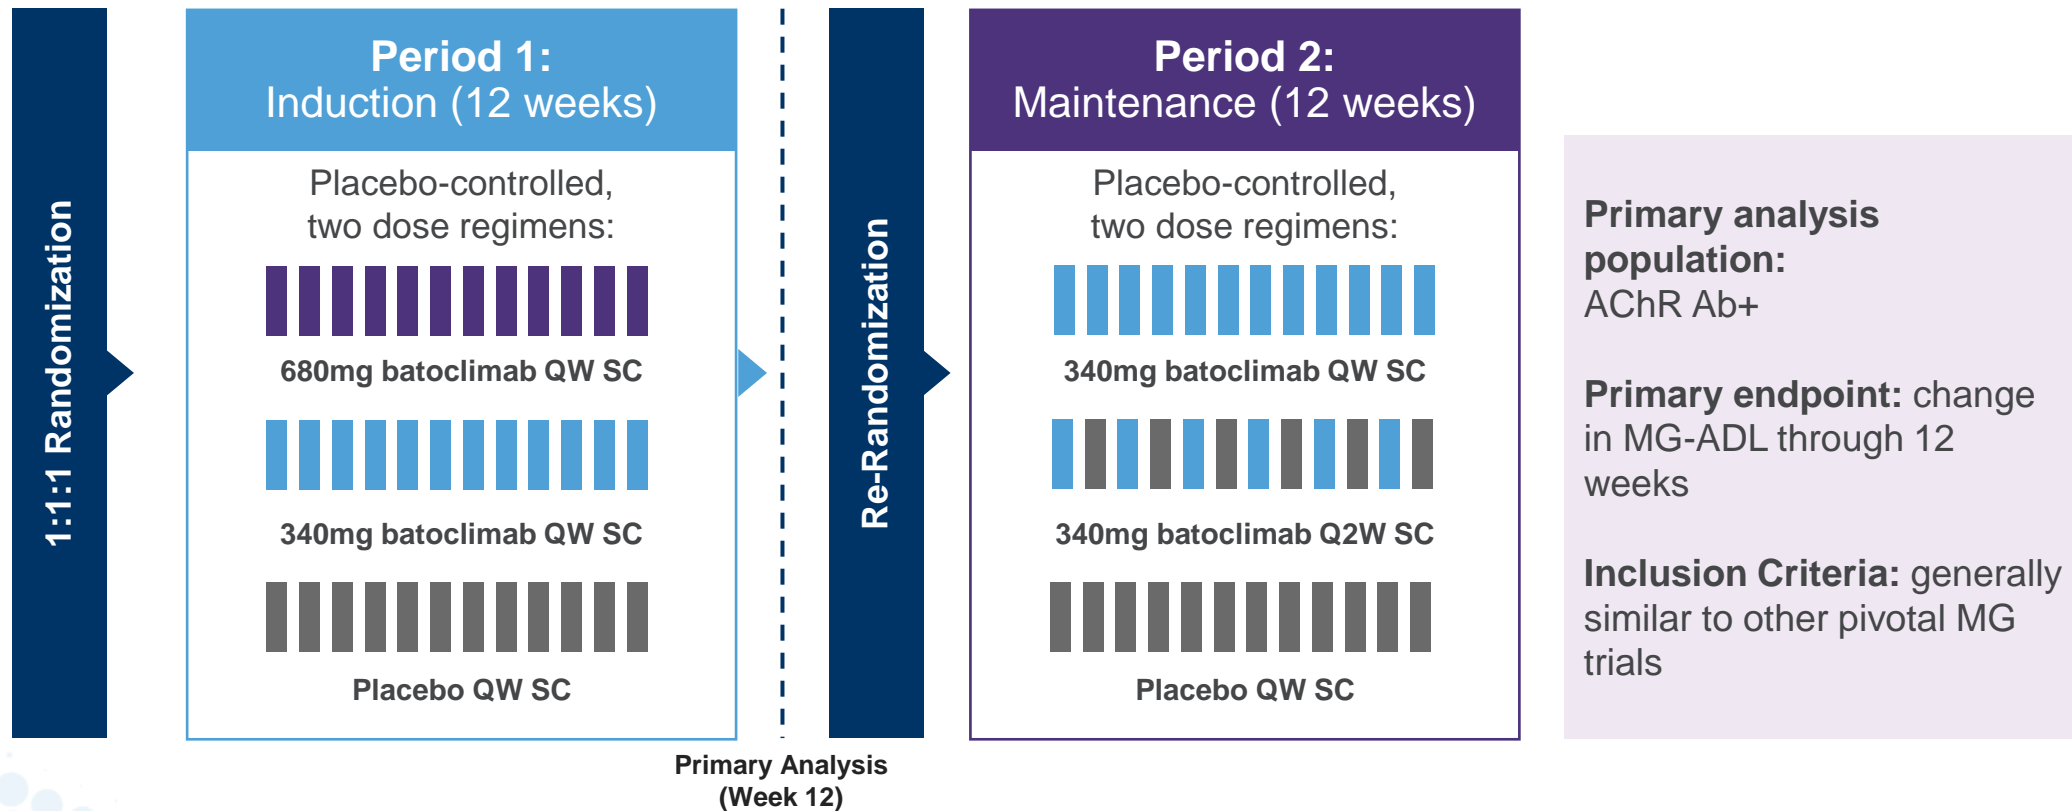 1:1:1 Randomization
Period 1:
Induction (12 weeks)
Placebo-controlled,
two dose regimens:
680mg batoclimab QW SC
340mg batoclimab QW SC
Placebo QW SC
Primary Analysis
(Week 12)
Re-Randomization
Period 2:
Maintenance (12 weeks)
Placebo-controlled,
two dose regimens:
340mg batoclimab QW SC
340mg batoclimab Q2W SC
Placebo QW SC
Primary analysis
population:
AChR Ab+
Primary endpoint: change
in MG-ADL through 12
weeks
Inclusion Criteria: generally
similar to other pivotal MG
trials